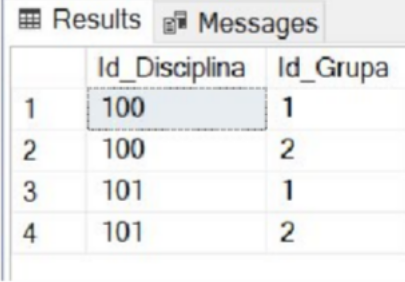 Results Messages
Id_Disciplina Id_Grupa
1 100 1
2 100 2
3 101 1
4 101 2